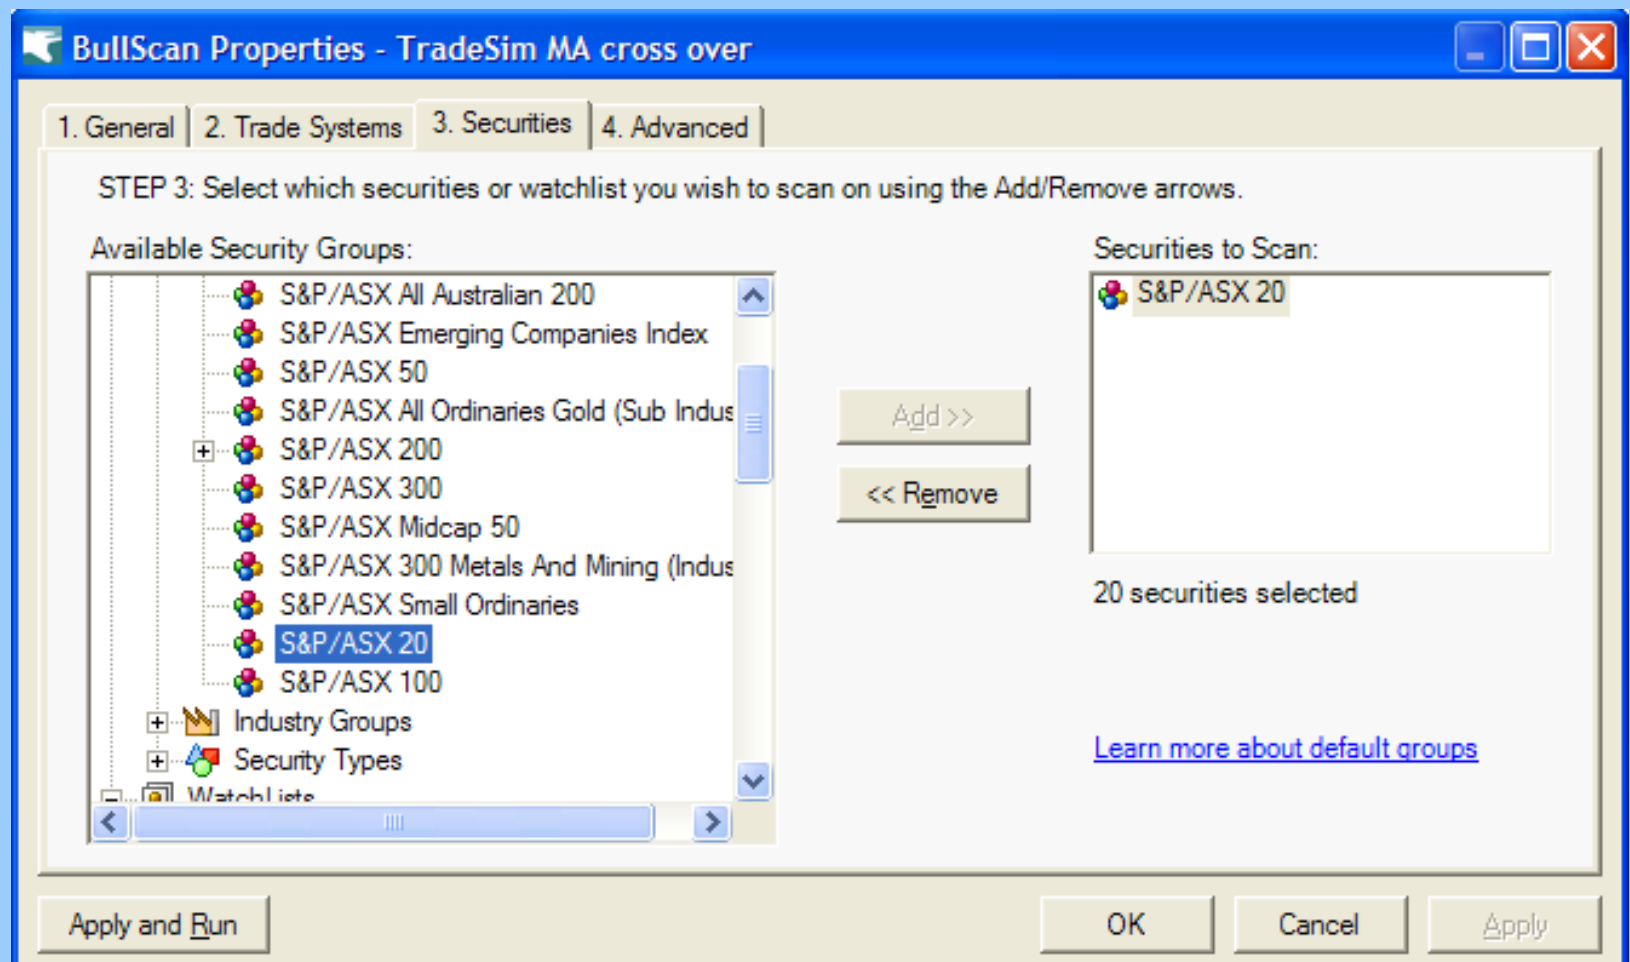 BullScan Properties - TradeSim MA cross over
1. General
2. Trade Systems
3. Securities
4. Advanced
STEP 3: Select which securities or watchlist you wish to scan on using the Add/Remove arrows.
Available Security Groups:
S&P/ASX All Australian 200
S&P/ASX Emerging Companies Index
S&P/ASX 50
S&P/ASX All Ordinaries Gold (Sub Indus
S&P/ASX 200
S&P/ASX 300
S&P/ASX Midcap 50
S&P/ASX 300 Metals And Mining (Indus
S&P/ASX Small Ordinaries
S&P/ASX 20
S&P/ASX 100
Industry Groups
Security Types
WatchLists
Add >>
<< Remove
Securities to Scan:
S&P/ASX 20
20 securities selected
Learn more about default groups
Apply and Run
OK
Cancel
Apply